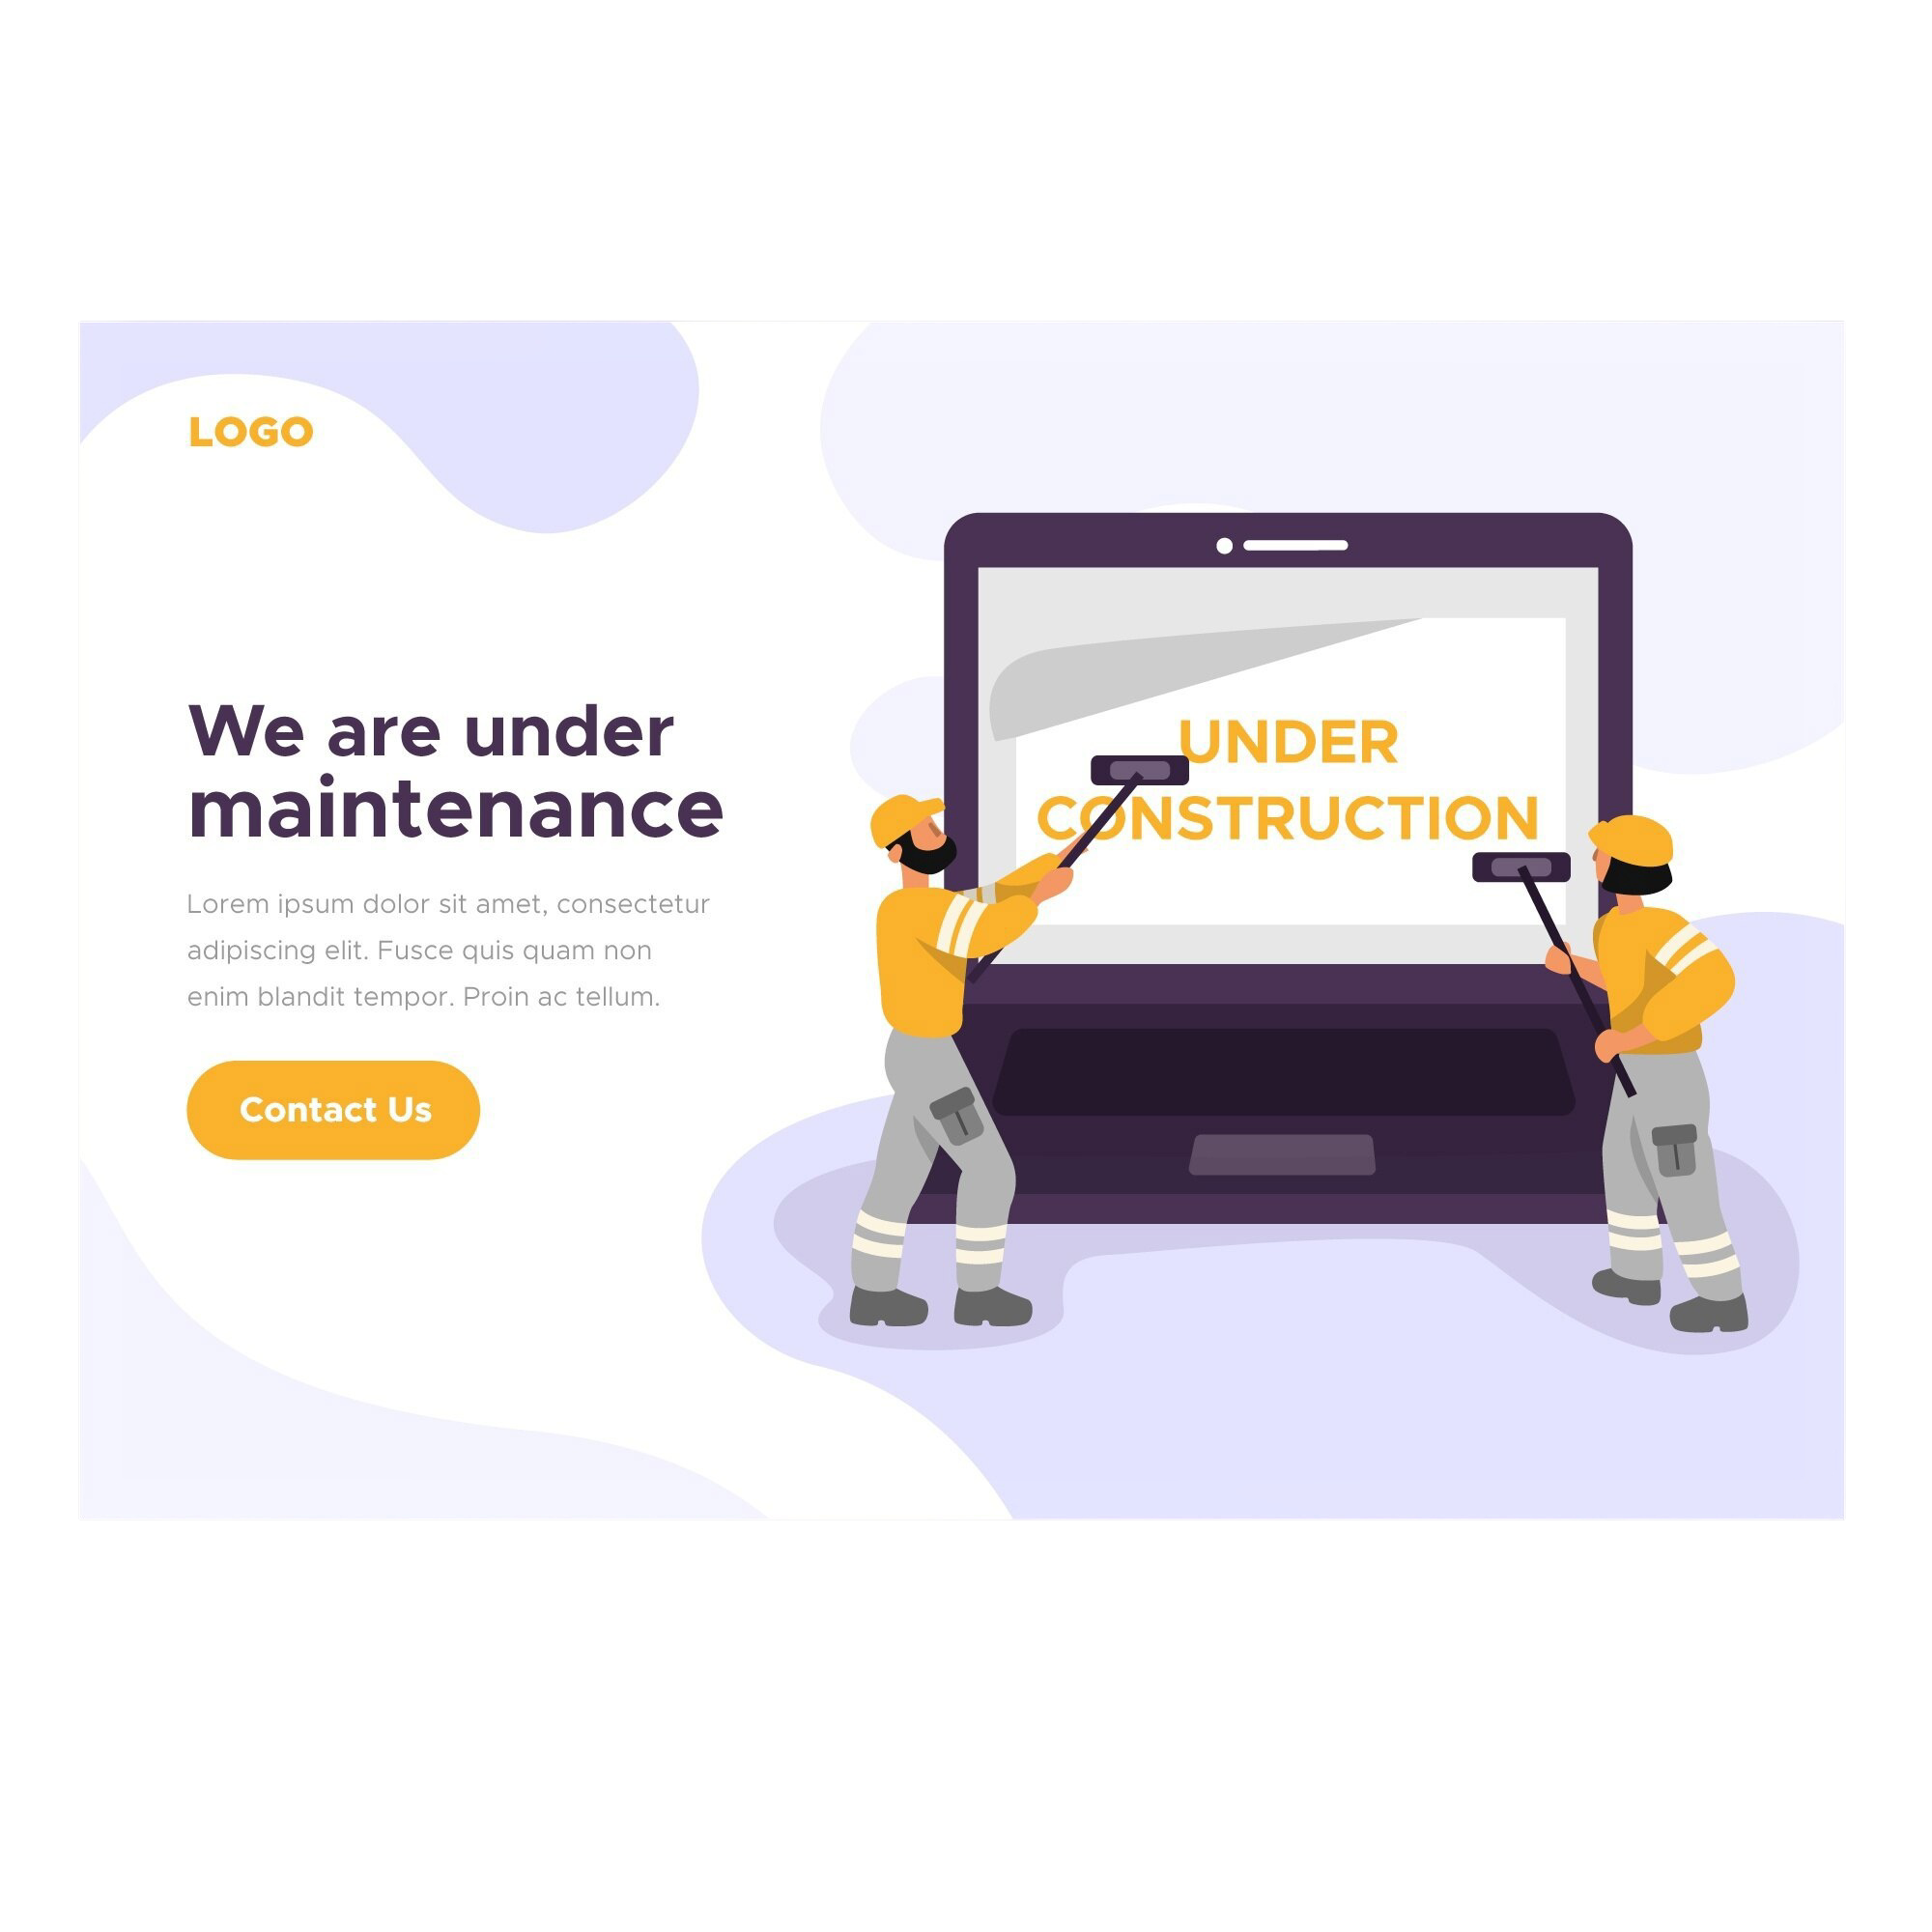 LOGO
We are under
maintenance
Lorem ipsum dolor sit amet, consectetur
adipiscing elit. Fusce quis quam non
enim blandit tempor. Proin ac tellum.
Contact Us
UNDER
CONSTRUCTION